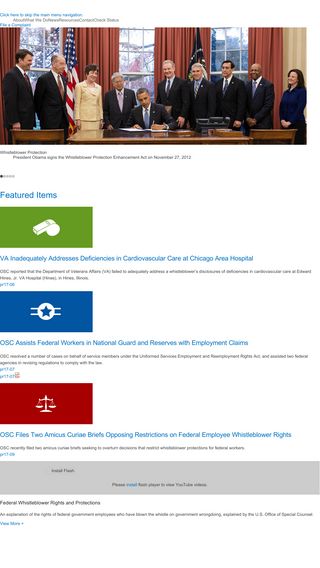 Click here to skip the main menu navigation
AboutWhat We DoNewsResourcesContactCheck Status
File a Complaint
Whistleblower Protection
President Obama signs the Whistleblower Protection Enhancement Act on November 27, 2012
Featured Items
VA Inadequately Addresses Deficiencies in Cardiovascular Care at Chicago Area Hospital
OSC reported that the Department of Veterans Affairs (VA) failed to adequately address a whistleblower's disclosures of deficiencies in cardiovascular care at Edward
Hines, Jr. VA Hospital (Hines), in Hines, Illinois.
pr17-06
OSC Assists Federal Workers in National Guard and Reserves with Employment Claims
OSC resolved a number of cases on behalf of service members under the Uniformed Services Employment and Reemployment Rights Act, and assisted two federal
agencies in revising regulations to comply with the law.
pr17-07
pr17-07
OSC Files Two Amicus Curiae Briefs Opposing Restrictions on Federal Employee Whistleblower Rights
OSC recently filed two amicus curiae briefs seeking to overturn decisions that restrict whistleblower protections for federal workers.
pr17-09
Install Flash
Please install flash player to view YouTube videos.
Federal Whistleblower Rights and Protections
An explanation of the rights of federal government employees who have blown the whistle on government wrongdoing, explained by the U.S. Office of Special Counsel
View More +